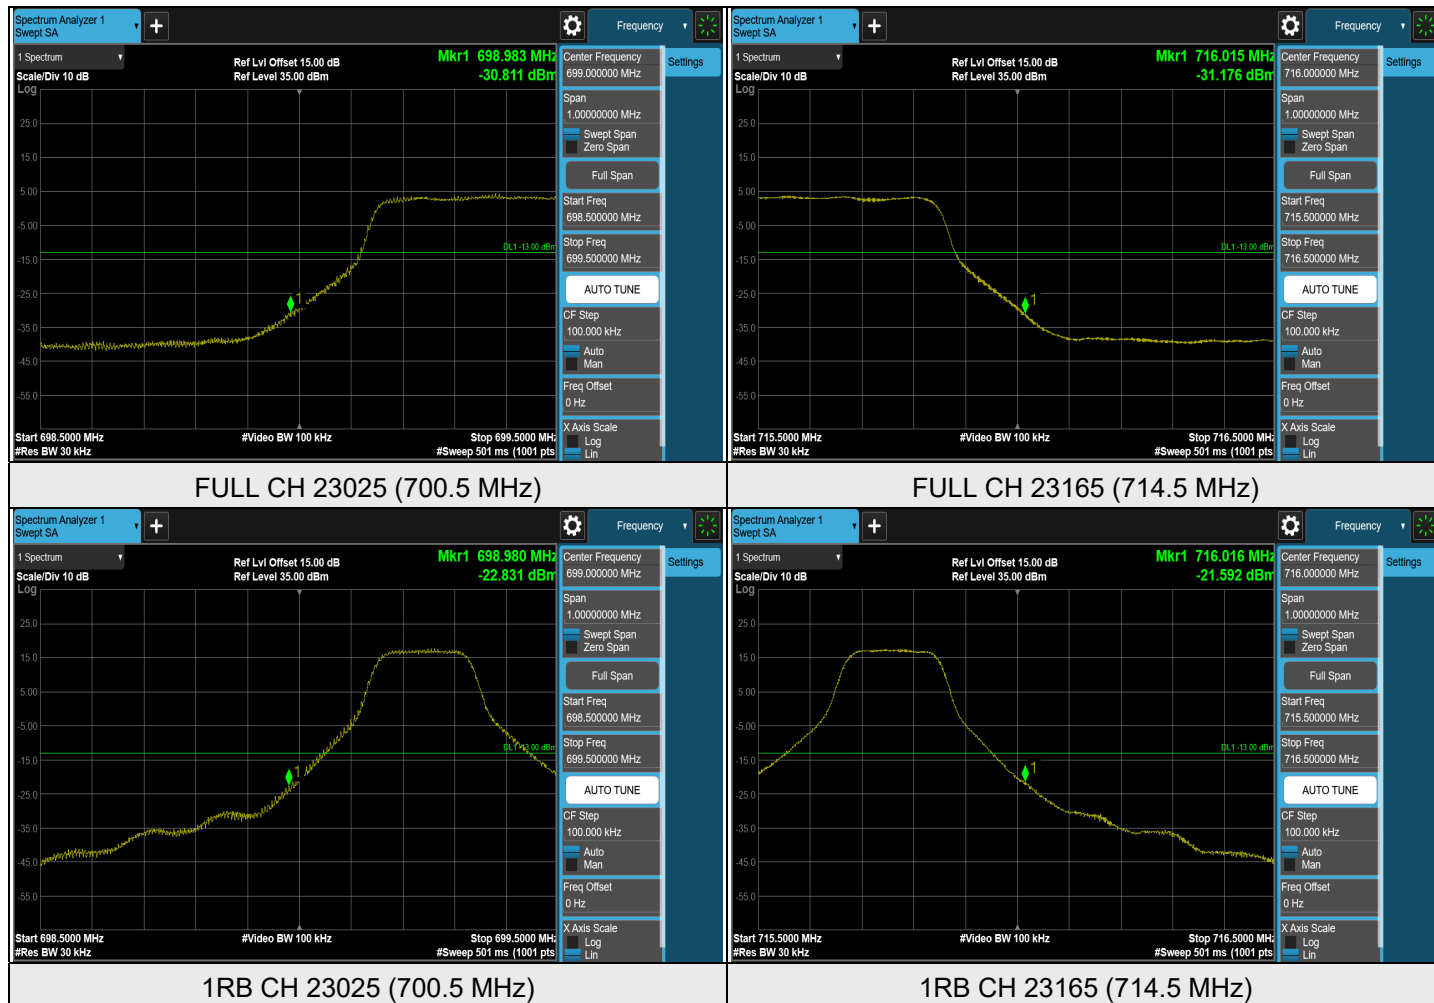 Spectrum Analyzer 1
Swept SA
+
Frequency
1 Spectrum
Scale/Div 10 dB
Log
Ref Lvl Offset 15.00 dB
Ref Level 35.00 dBm
Mkr1 698.983 MHz
-30.811 dBm
25.0
15.0
5.00
-5.00
-15.0
-25.0
-35.0
-45.0
-55.0
DL1 -13.00 dBm
1
Start 698.5000 MHz
#Res BW 30 kHz
#Video BW 100 kHz
Stop 699.5000 MHz
#Sweep 501 ms (1001 pts
Center Frequency
699.000000 MHz
Settings
Span
1.00000000 MHz
Swept Span
Zero Span
Full Span
Start Freq
698.500000 MHz
Stop Freq
699.500000 MHz
AUTO TUNE
CF Step
100.000 kHz
Auto
Man
Freq Offset
0 Hz
X Axis Scale
Log
Lin
FULL CH 23025 (700.5 MHz)
Spectrum Analyzer 1
Swept SA
+
Frequency
1 Spectrum
Scale/Div 10 dB
Log
Ref Lvl Offset 15.00 dB
Ref Level 35.00 dBm
Mkr1 716.015 MHz
-31.176 dBm
25.0
15.0
5.00
-5.00
-15.0
-25.0
-35.0
-45.0
-55.0
DL1 -13.00 dBm
1
Start 715.5000 MHz
#Res BW 30 kHz
#Video BW 100 kHz
Stop 716.5000 MHz
#Sweep 501 ms (1001 pts
Center Frequency
716.000000 MHz
Settings
Span
1.00000000 MHz
Swept Span
Zero Span
Full Span
Start Freq
715.500000 MHz
Stop Freq
716.500000 MHz
AUTO TUNE
CF Step
100.000 kHz
Auto
Man
Freq Offset
0 Hz
X Axis Scale
Log
Lin
FULL CH 23165 (714.5 MHz)
Spectrum Analyzer 1
Swept SA
+
Frequency
1 Spectrum
Scale/Div 10 dB
Log
Ref Lvl Offset 15.00 dB
Ref Level 35.00 dBm
Mkr1 698.980 MHz
-22.831 dBm
25.0
15.0
5.00
-5.00
-15.0
-25.0
-35.0
-45.0
-55.0
DL1 -13.00 dBm
1
Start 698.5000 MHz
#Res BW 30 kHz
#Video BW 100 kHz
Stop 699.5000 MHz
#Sweep 501 ms (1001 pts
Center Frequency
699.000000 MHz
Settings
Span
1.00000000 MHz
Swept Span
Zero Span
Full Span
Start Freq
698.500000 MHz
Stop Freq
699.500000 MHz
AUTO TUNE
CF Step
100.000 kHz
Auto
Man
Freq Offset
0 Hz
X Axis Scale
Log
Lin
1RB CH 23025 (700.5 MHz)
Spectrum Analyzer 1
Swept SA
+
Frequency
1 Spectrum
Scale/Div 10 dB
Log
Ref Lvl Offset 15.00 dB
Ref Level 35.00 dBm
Mkr1 716.016 MHz
-21.592 dBm
25.0
15.0
5.00
-5.00
-15.0
-25.0
-35.0
-45.0
-55.0
DL1 -13.00 dBm
1
Start 715.5000 MHz
#Res BW 30 kHz
#Video BW 100 kHz
Stop 716.5000 MHz
#Sweep 501 ms (1001 pts
Center Frequency
716.000000 MHz
Settings
Span
1.00000000 MHz
Swept Span
Zero Span
Full Span
Start Freq
715.500000 MHz
Stop Freq
716.500000 MHz
AUTO TUNE
CF Step
100.000 kHz
Auto
Man
Freq Offset
0 Hz
X Axis Scale
Log
Lin
1RB CH 23165 (714.5 MHz)